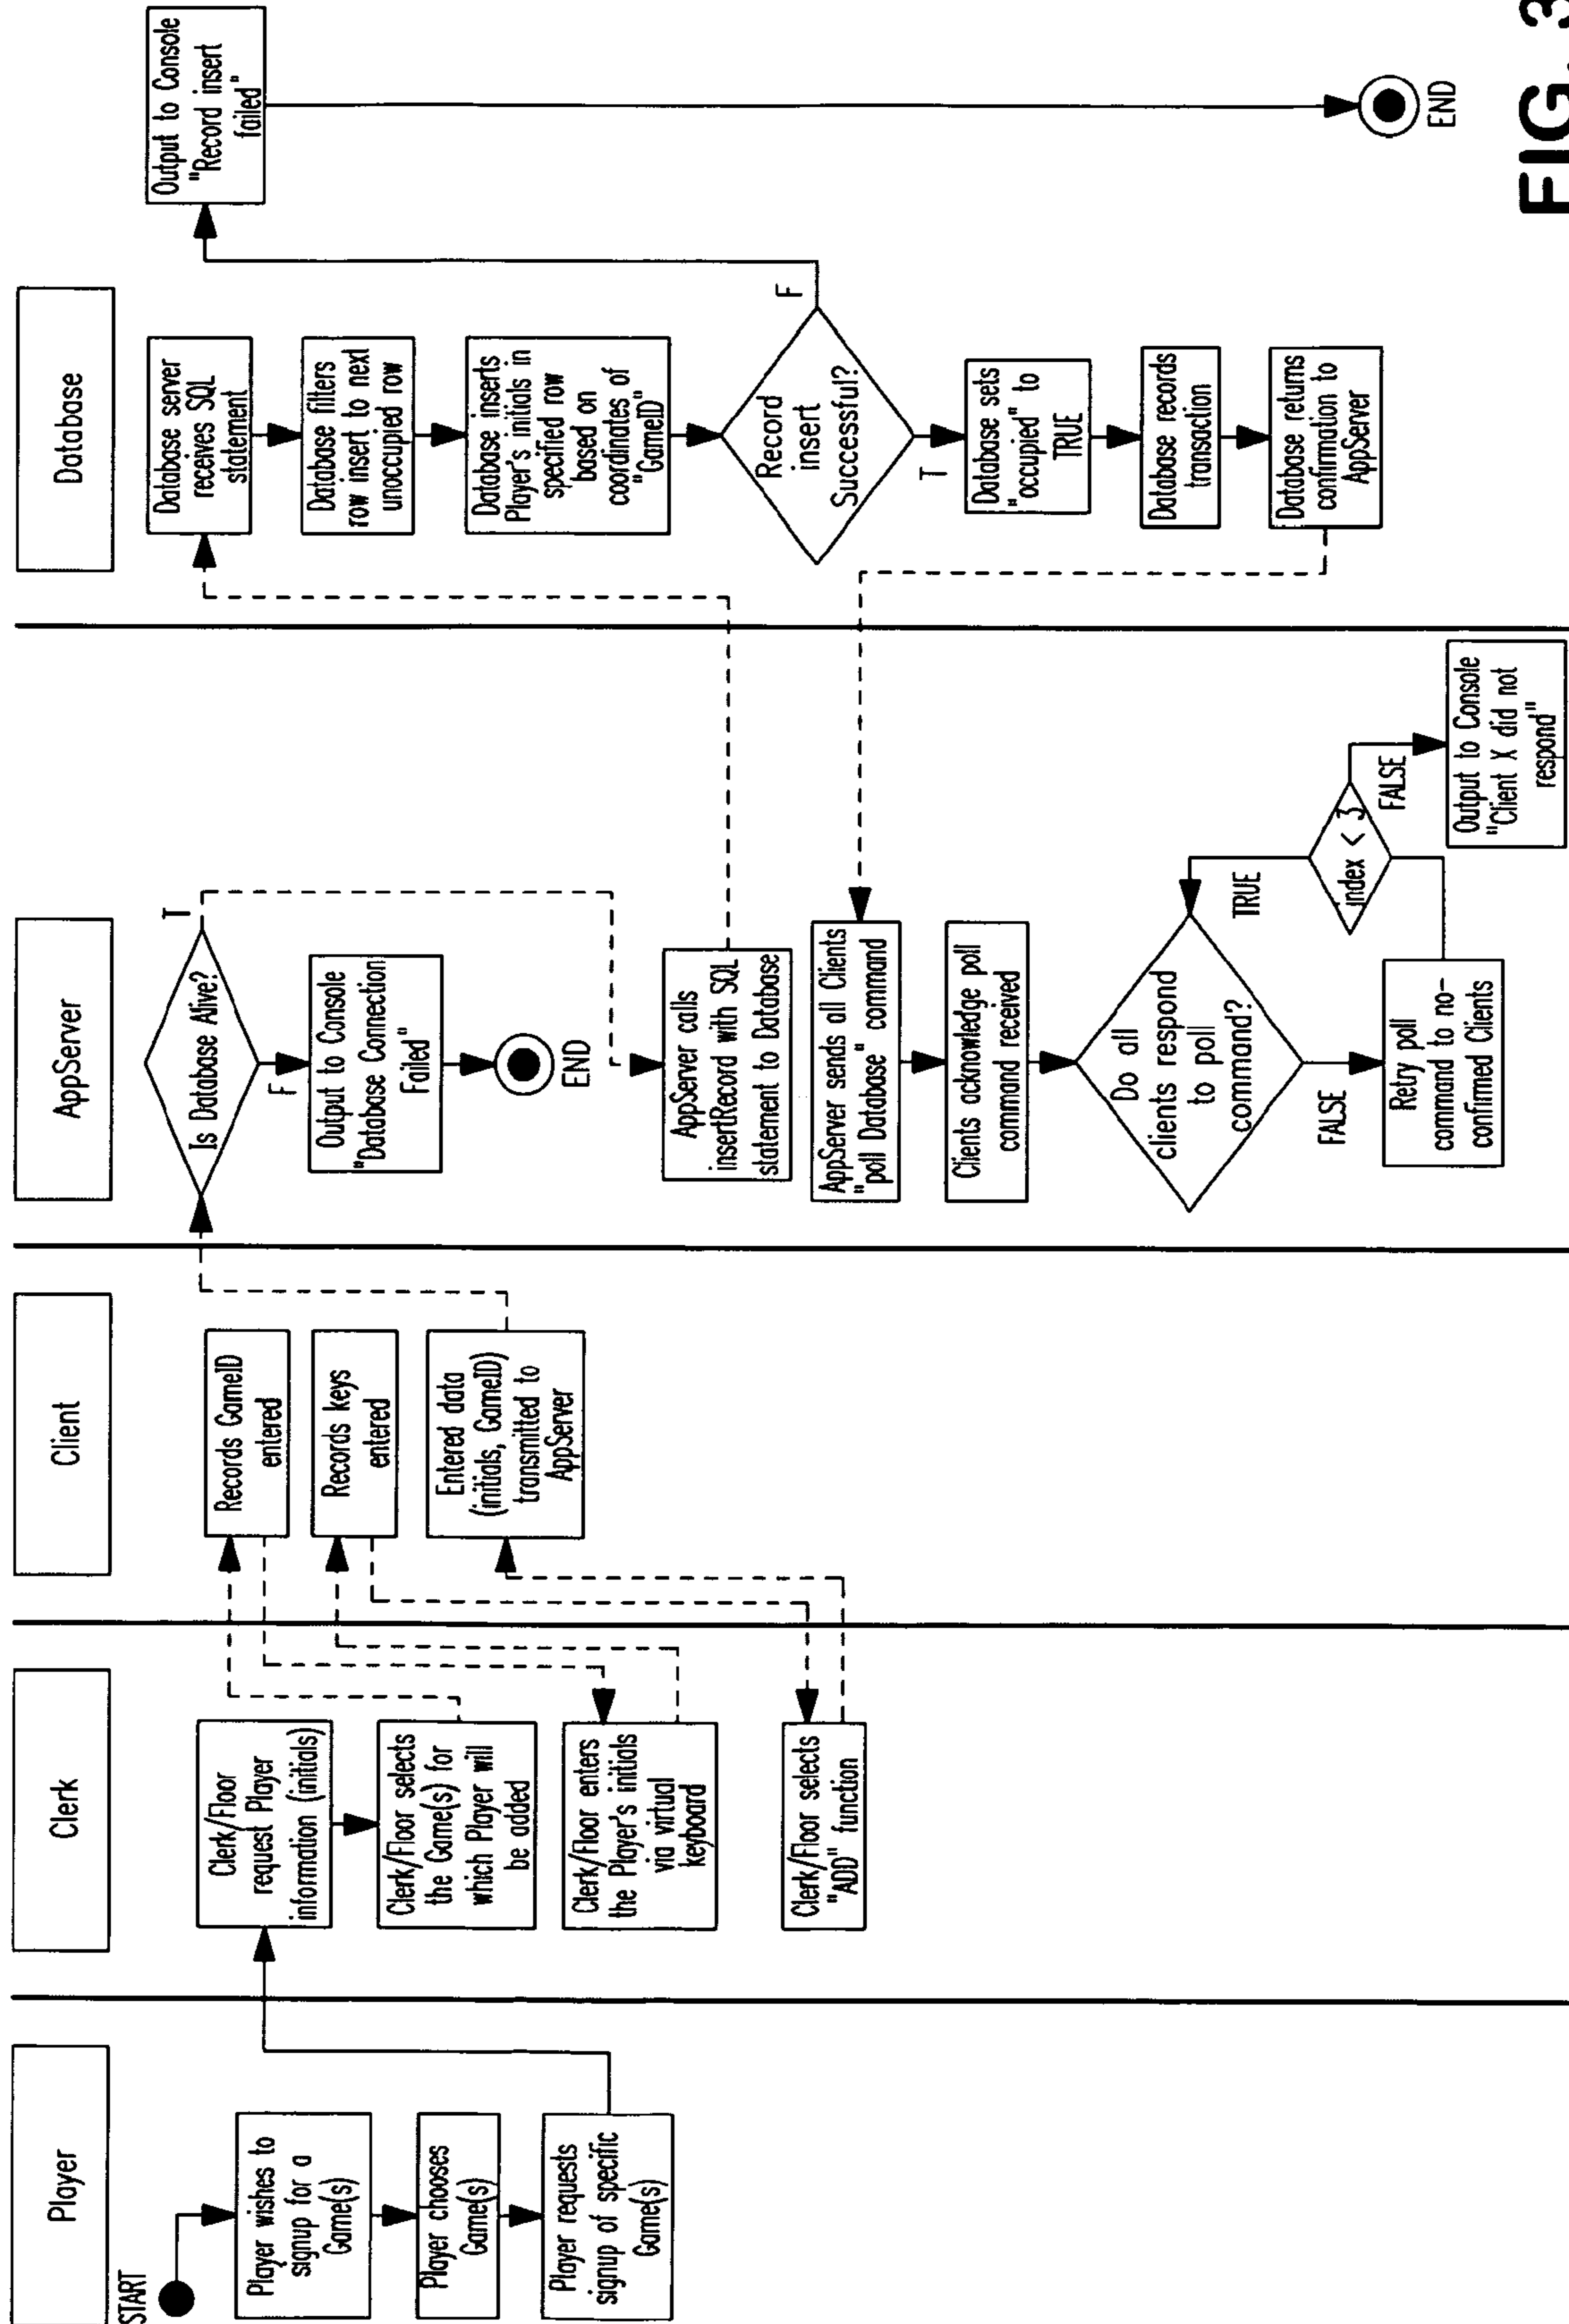 Player
START
Player wishes to
signup for a
Game(s)
Player chooses
Game(s)
Player requests
signup of specific
Game(s)
Clerk
Clerk/Floor
request Player
information (initials)
Clerk/Floor selects
the Game(s) for
which Player will
be added
Clerk/Floor enters
the Player's initials
via virtual
keyboard
Clerk/Floor selects
"ADD" function
Client
Records GameID
entered
Records keys
entered
Entered data
(initials, GameID)
transmitted to
AppServer
AppServer
Is Database Alive?
T
F
Output to Console
"Database Connection
Failed"
END
AppServer calls
insertRecord with SQL
statement to Database
AppServer sends all Clients
"poll Database" command
Clients acknowledge poll
command received
Do all
clients respond
to poll
command?
TRUE
FALSE
Retry poll
command to no-
confirmed Clients
index < 3
FALSE
Output to Console
"Client X did not
respond"
Database
Database server
receives SQL
statement
Database filters
row insert to next
unoccupied row
Database inserts
Player's initials in
specified row
based on
coordinates of
"GameID"
Record
insert
Successful?
F
T
Database sets
"occupied" to
TRUE
Database records
transaction
Database returns
confirmation to
AppServer
Output to Console
"Record insert
failed"
END
FIG. 3